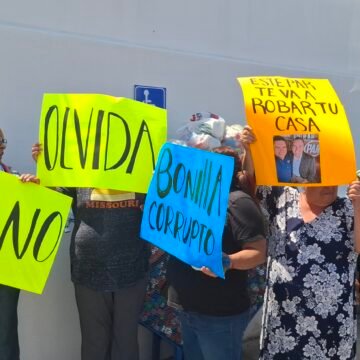 NO
OLVIDA
MISSOURI
BONILLA
CORRUPTO
ESTE PAR
TE VA A
ROBAR TU
CASA